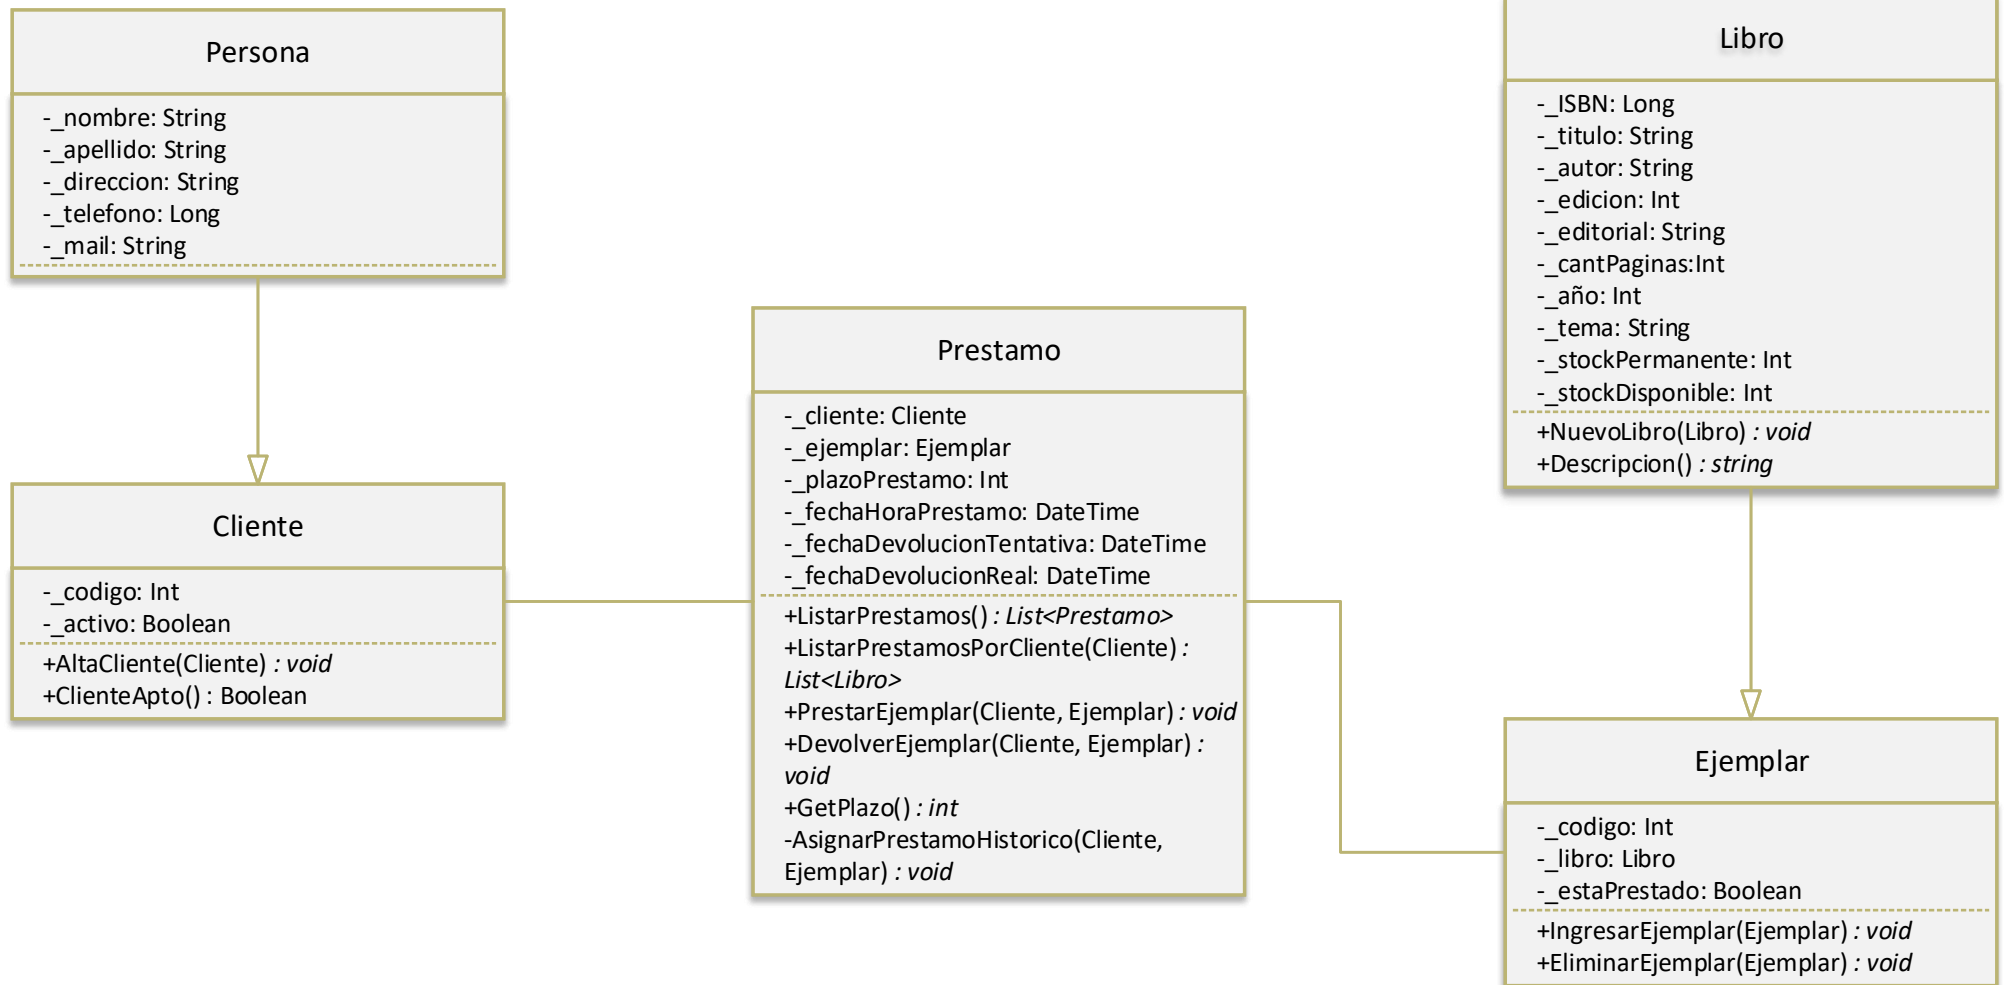 Persona
-_nombre: String
-_apellido: String
-_direccion: String
-_telefono: Long
-_mail: String
Cliente
-_codigo: Int
-_activo: Boolean
+AltaCliente(Cliente) : void
+ClienteApto() : Boolean
Prestamo
-_cliente: Cliente
-_ejemplar: Ejemplar
-_plazoPrestamo: Int
-_fechaHoraPrestamo: DateTime
-_fechaDevolucionTentativa: DateTime
-_fechaDevolucionReal: DateTime
+ListarPrestamos() : List<Prestamo>
+ListarPrestamosPorCliente(Cliente) :
List<Libro>
+PrestarEjemplar(Cliente, Ejemplar) : void
+DevolverEjemplar(Cliente, Ejemplar) :
void
+GetPlazo() : int
-AsignarPrestamoHistorico(Cliente,
Ejemplar) : void
Libro
-_ISBN: Long
-_titulo: String
-_autor: String
-_edicion: Int
-_editorial: String
-_cantPaginas:Int
-_año: Int
-_tema: String
-_stockPermanente: Int
-_stockDisponible: Int
+NuevoLibro(Libro) : void
+Descripcion() : string
Ejemplar
-_codigo: Int
-_libro: Libro
-_estaPrestado: Boolean
+IngresarEjemplar(Ejemplar) : void
+EliminarEjemplar(Ejemplar) : void